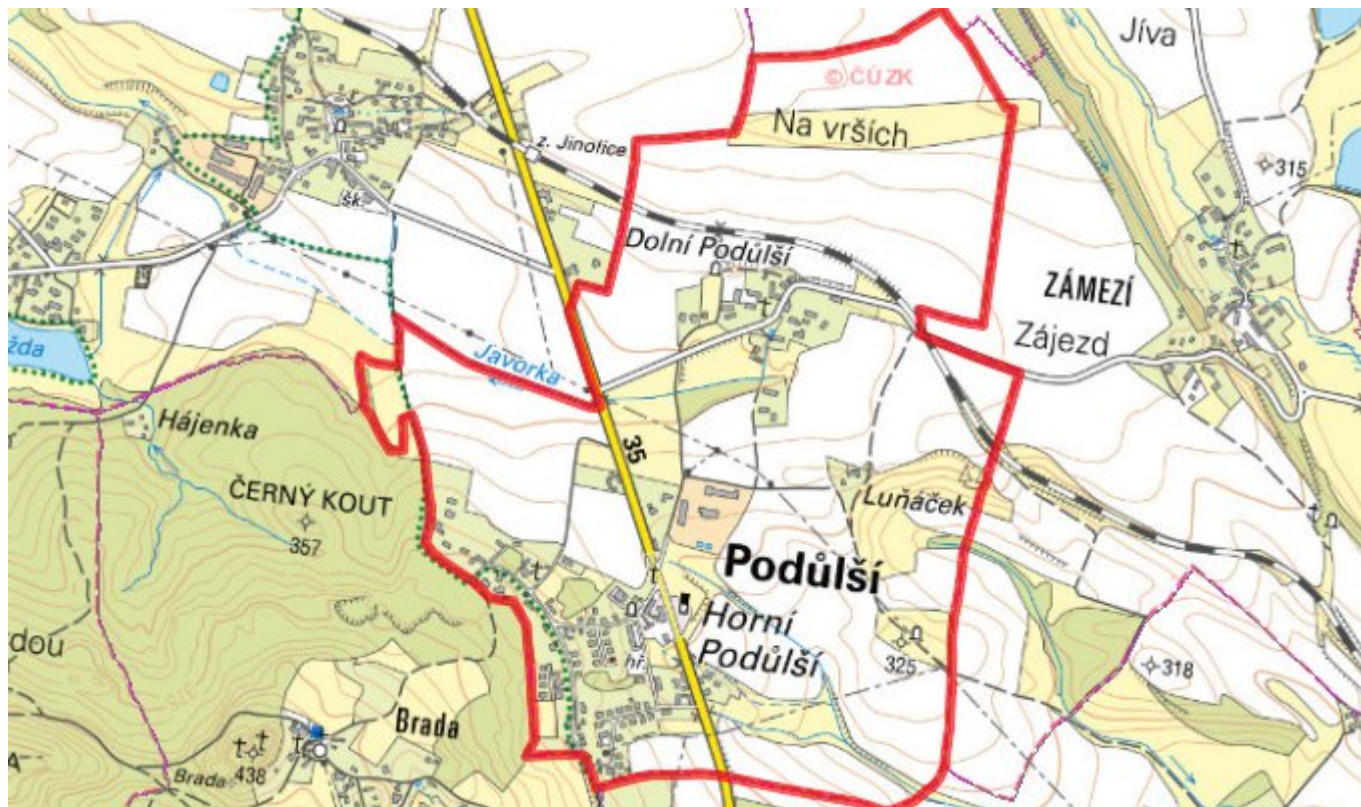 Jíva
© ČÚZK
Na vrších
z. Jinolice
315
šk.
Dolní Podůlší
ZÁMEZÍ
Zájezd
žda
Javorka
Hájenka
35
ČERNÝ KOUT
357
Luňáček
Podůlší
Horní
Podůlší
dou
hř.
325
318
Brada
A
Brada
438